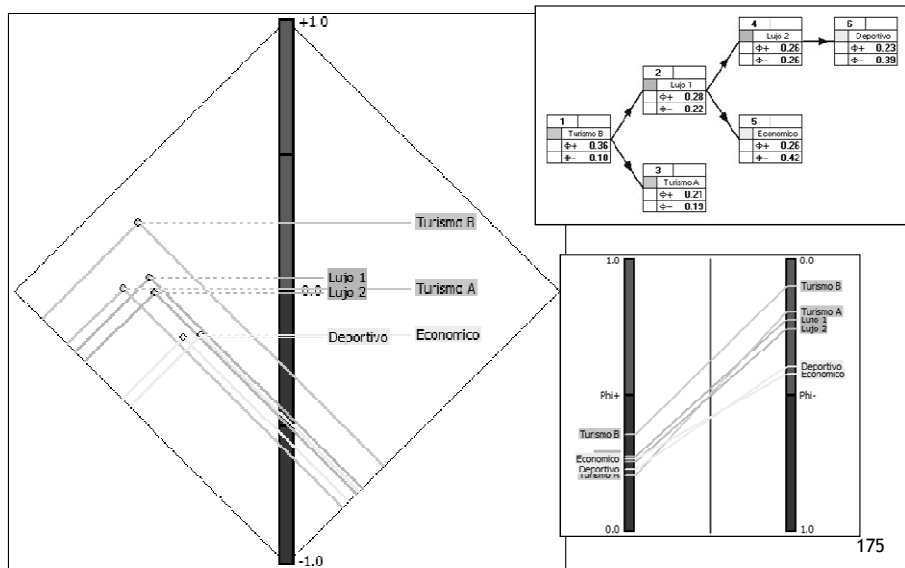 +1.0
Turismo B
Lujo 1
0.0
Lujo 2
Turismo A
Deportivo
Economico
-1.0
4
Lujo 2
Φ+ 0.26
Φ- 0.26
6
Deportivo
Φ+ 0.23
Φ- 0.39
2
Lujo 1
Φ+ 0.28
Φ- 0.22
1
Turismo B
Φ+ 0.36
Φ- 0.10
5
Economico
Φ+ 0.26
Φ- 0.42
3
Turismo A
Φ+ 0.21
Φ- 0.19
1.0
0.0
Turismo B
Turismo A
Lujo 1
Lujo 2
Deportivo
Economico
Phi+
Phi-
Turismo B
Economico
Deportivo
Turismo A
0.0
1.0
175